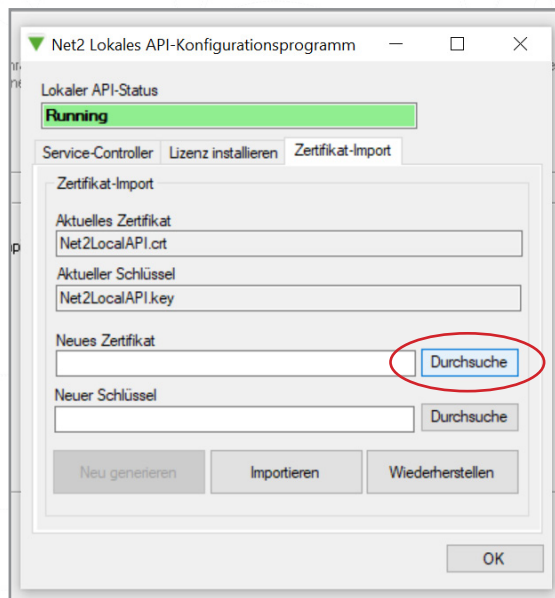 Net2 Lokales API-Konfigurationsprogramm
Lokaler API-Status
Running
Service-Controller Lizenz installieren Zertifikat-Import
Zertifikat-Import
Aktuelles Zertifikat
Net2LocalAPI.crt
Aktueller Schlüssel
Net2LocalAPI.key
Neues Zertifikat
Durchsuche
Neuer Schlüssel
Durchsuche
Neu generieren Importieren Wiederherstellen
OK